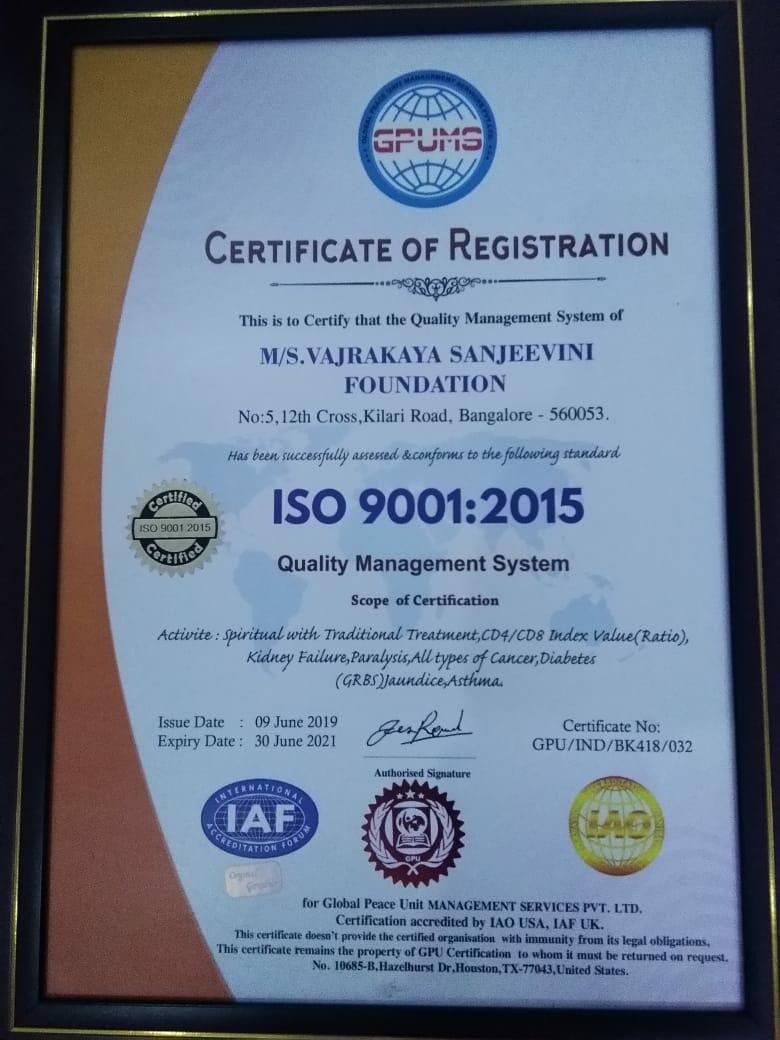 GPUMS
CERTIFICATE OF REGISTRATION
This is to Certify that the Quality Management System of
M/S.VAJRAKAYA SANJEEVINI
FOUNDATION
No:5,12th Cross,Kilari Road, Bangalore - 560053.
Has been successfully assessed &conforms to the following standard
ISO 9001:2015
Certified
ISO 9001:2015
Certified
Quality Management System
Scope of Certification
Activite : Spiritual with Traditional Treatment,CD4/CD8 Index Value(Ratio),
Kidney Failure,Paralysis,All types of Cancer,Diabetes
(GRBS)Jaundice,Asthma.
Issue Date : 09 June 2019
Expiry Date : 30 June 2021
Authorised Signature
Certificate No:
GPU/IND/BK418/032
INTERNATIONAL
IAF
ACCREDITATION FORUM
GPU
IAO
Original
for Global Peace Unit MANAGEMENT SERVICES PVT. LTD.
Certification accredited by IAO USA, IAF UK.
This certificate doesn't provide the certified organisation with immunity from its legal obligations,
This certificate remains the property of GPU Certification to whom it must be returned on request.
No. 10685-B,Hazelhurst Dr,Houston,TX-77043,United States.